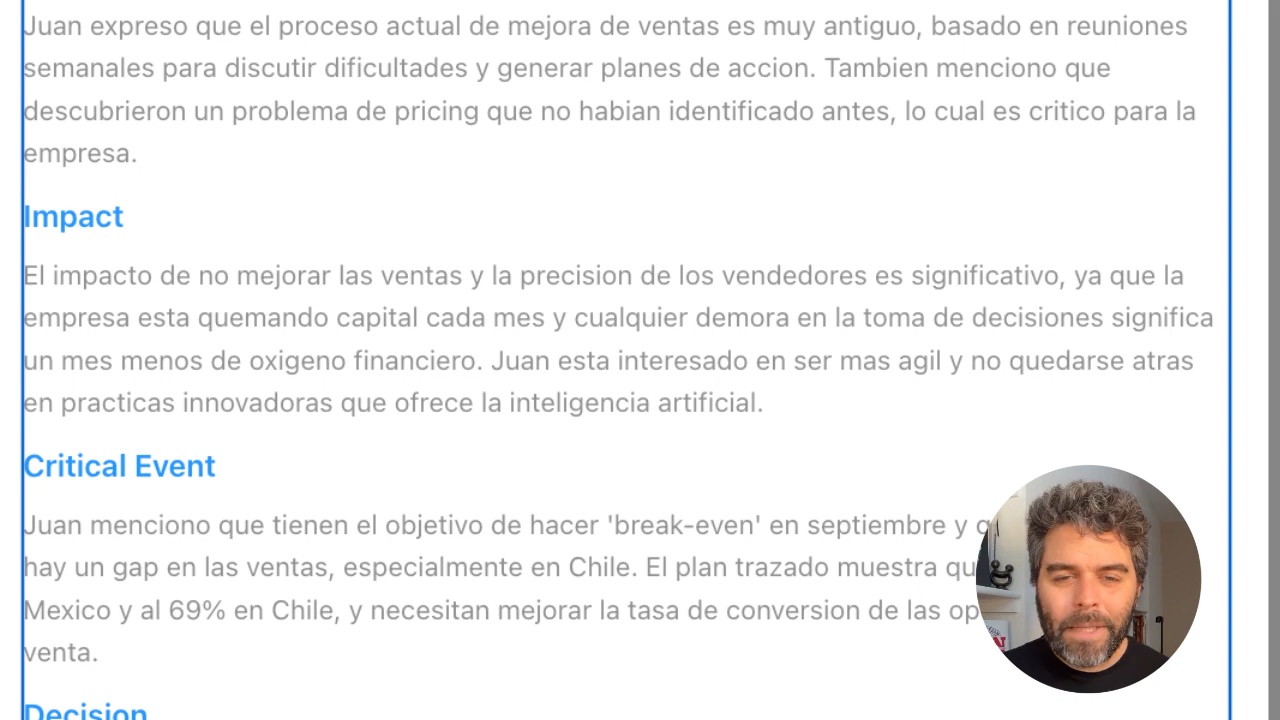 Juan expreso que el proceso actual de mejora de ventas es muy antiguo, basado en reuniones
semanales para discutir dificultades y generar planes de accion. Tambien menciono que
descubrieron un problema de pricing que no habian identificado antes, lo cual es critico para la
empresa.
Impact
El impacto de no mejorar las ventas y la precision de los vendedores es significativo, ya que la
empresa esta quemando capital cada mes y cualquier demora en la toma de decisiones significa
un mes menos de oxigeno financiero. Juan esta interesado en ser mas agil y no quedarse atras
en practicas innovadoras que ofrece la inteligencia artificial.
Critical Event
Juan menciono que tienen el objetivo de hacer 'break-even' en septiembre y
hay un gap en las ventas, especialmente en Chile. El plan trazado muestra
Mexico y al 69% en Chile, y necesitan mejorar la tasa de conversion de las
venta.
Decision